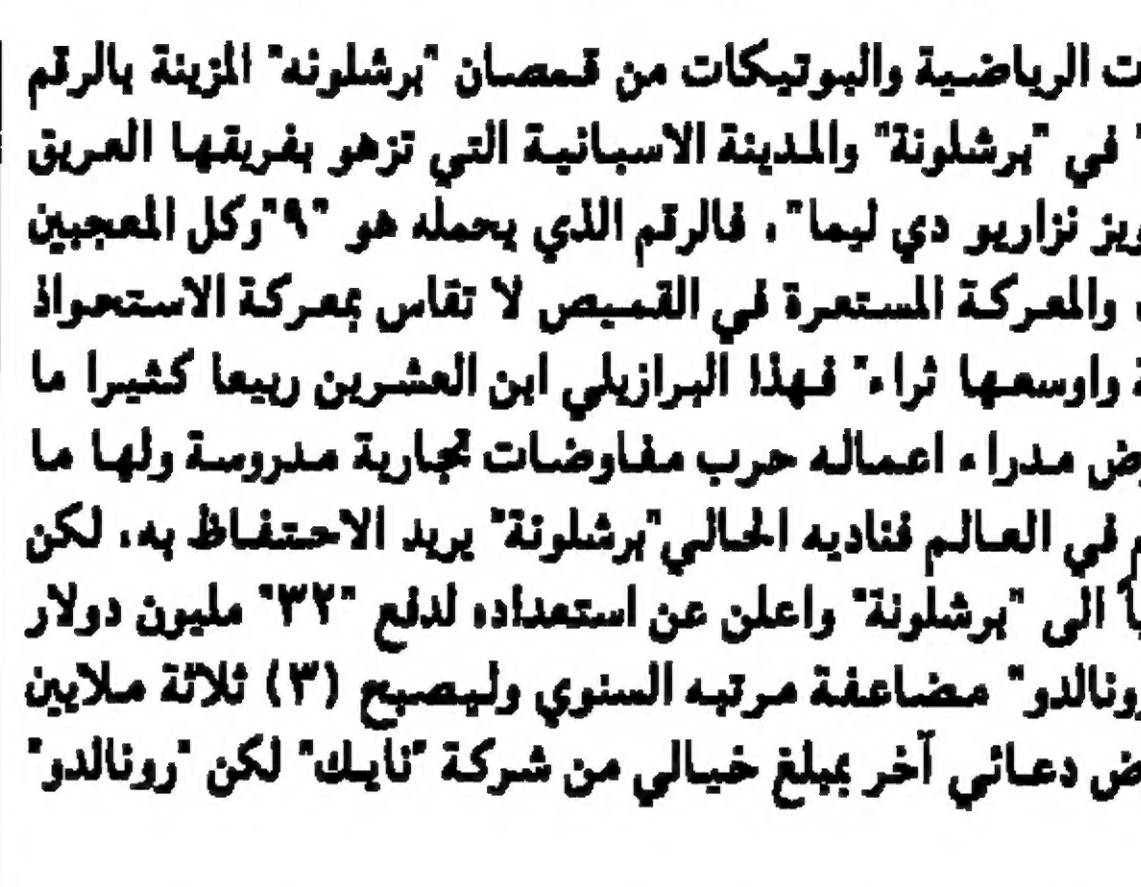 ت الرياضية والبوتيكات من قمصان "برشلونه" المزينة بالرقم
" في "برشلونة" والمدينة الاسبانية التي تزهو بفريقها العريق
ويز نزاريو دي ليما" ، فالرقم الذي يحمله هو "٩"وكل المعجبين
والمعركة المستعرة في القميص لا تقاس بمعركة الاستحواذ
ة واوسعها ثراء" فهذا البرازيلي ابن العشرين ربيعا كثيرا ما
ض مدراء اعماله حرب مفاوضات تجارية مدروسة ولها ما
م في العالم فناديه الحالي"برشلونة" يريد الاحتفاظ به، لكن
ياً الى "برشلونة" واعلن عن استعداده لدفع "٣٢" مليون دولار
رونالدو" مضاعفة مرتبه السنوي وليصبح (٣) ثلاثة ملايين
ض دعائي آخر بمبلغ خيالي من شركة "نايك" لكن "رونالدو"